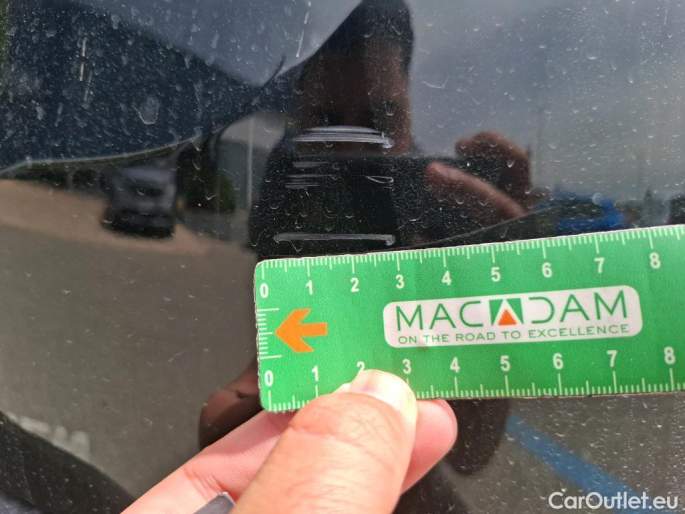 0 1 2 3 4 5 6 7 8
MACADAM
ON THE ROAD TO EXCELLENCE
0 1 2 3 4 5 6 7 8
CarOutlet.eu